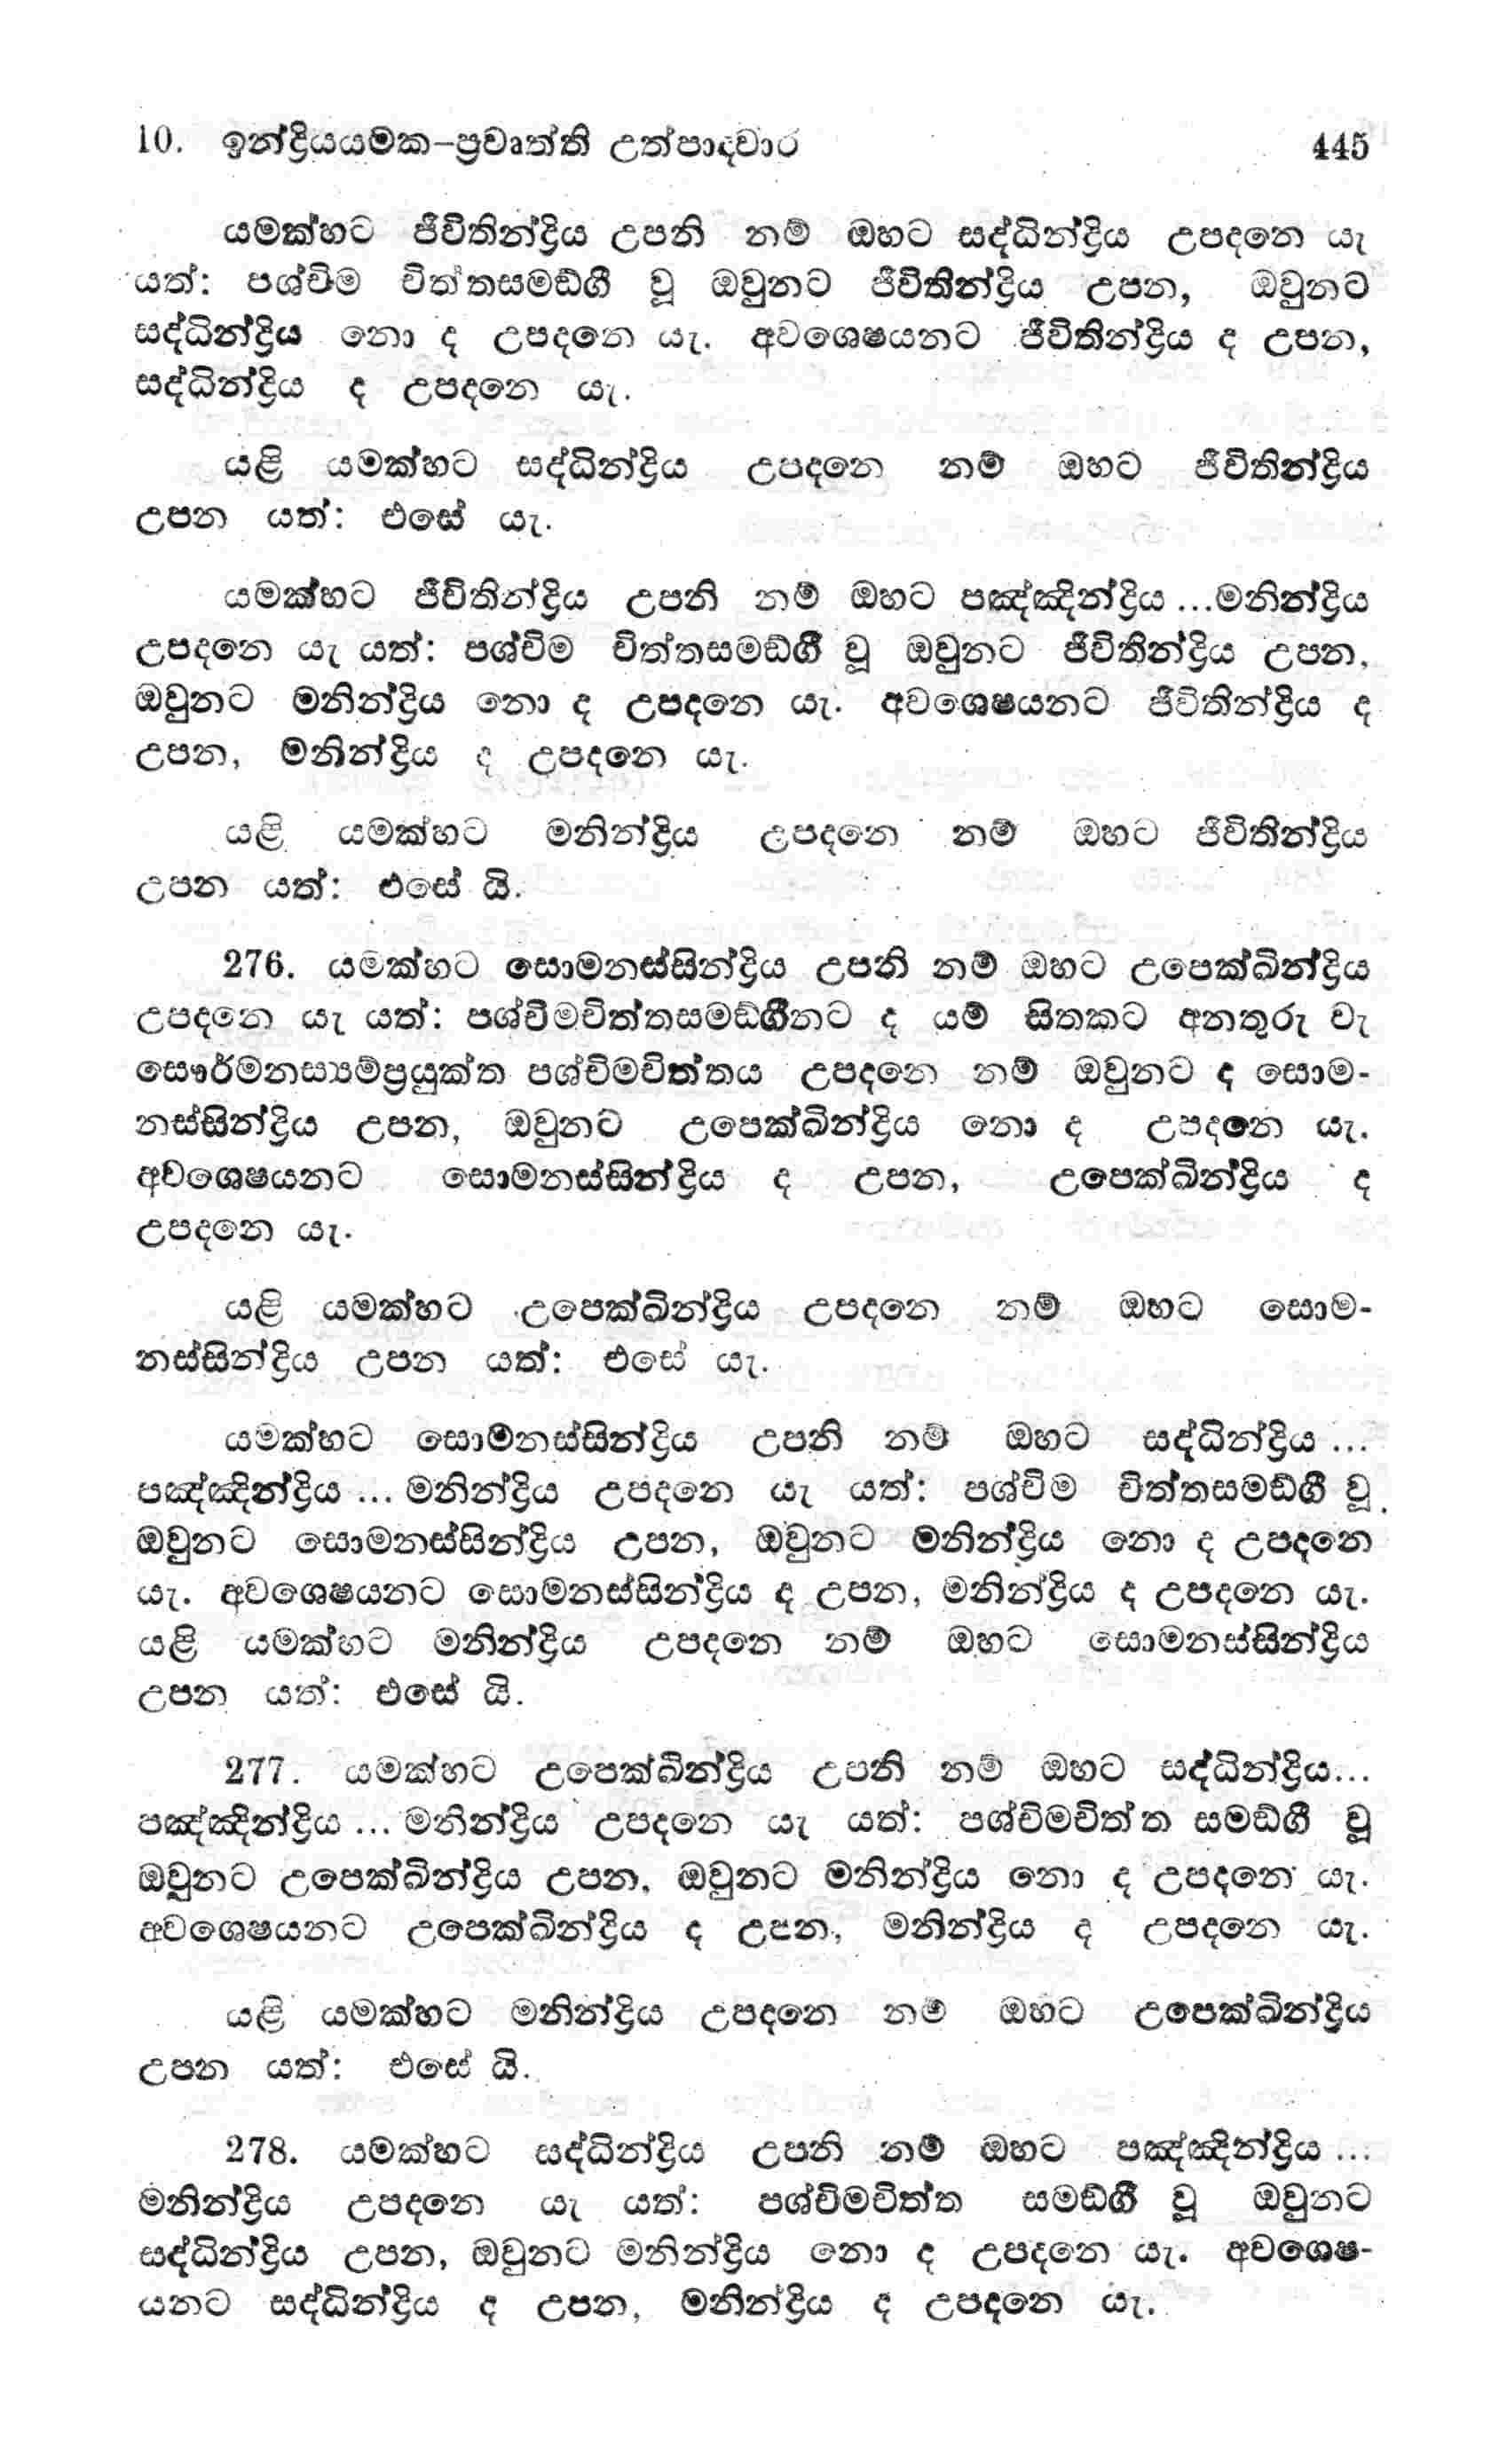 10. ඉන්ද්‍රියයමක–ප්‍රවෘත්ති උත්පාදවාර 445
යමක්හට ජීවිතින්ද්‍රිය උපනි නම් ඔහට සද්ධින්ද්‍රිය උපදනෙ යැ
යත්: පශ්චිම චිත්තසමඞ්ගී වූ ඔවුනට ජීවිතින්ද්‍රිය උපන, ඔවුනට
සද්ධින්ද්‍රිය නො ද උපදනෙ යැ. අවශෙෂයනට ජීවිතින්ද්‍රිය ද උපන,
සද්ධින්ද්‍රිය ද උපදනෙ යැ.
යළි යමක්හට සද්ධින්ද්‍රිය උපදනෙ නම් ඔහට ජීවිතින්ද්‍රිය
උපන යත්: එසේ යැ.
යමක්හට ජීවිතින්ද්‍රිය උපනි නම් ඔහට පඤ්ඤින්ද්‍රිය ...මනින්ද්‍රිය
උපදනෙ යැ යත්: පශ්චිම චිත්තසමඞ්ගී වූ ඔවුනට ජීවිතින්ද්‍රිය උපන,
ඔවුනට මනින්ද්‍රිය නො ද උපදනෙ යැ. අවශෙෂයනට ජීවිතින්ද්‍රිය ද
උපන, මනින්ද්‍රිය ද උපදනෙ යැ.
යළි යමක්හට මනින්ද්‍රිය උපදනෙ නම් ඔහට ජීවිතින්ද්‍රිය
උපන යත්: එසේ යි.
276. යමක්හට සොමනස්සින්ද්‍රිය උපනි නම් ඔහට උපෙක්ඛින්ද්‍රිය
උපදනෙ යැ යත්: පශ්චිමචිත්තසමඞ්ගීනට ද යම් සිතකට අනතුරු වැ
සෞර්මනස්‍යම්ප්‍රයුක්ත පශ්චිමචිත්තය උපදනෙ නම් ඔවුනට ද සොම-
නස්සින්ද්‍රිය උපන, ඔවුනට උපෙක්ඛින්ද්‍රිය නො ද උපදනෙ යැ.
අවශෙෂයනට සොමනස්සින්ද්‍රිය ද උපන, උපෙක්ඛින්ද්‍රිය ද
උපදනෙ යැ.
යළි යමක්හට උපෙක්ඛින්ද්‍රිය උපදනෙ නම් ඔහට සොම-
නස්සින්ද්‍රිය උපන යත්: එසේ යැ.
යමක්හට සොමනස්සින්ද්‍රිය උපනි නම් ඔහට සද්ධින්ද්‍රිය ...
පඤ්ඤින්ද්‍රිය ... මනින්ද්‍රිය උපදනෙ යැ යත්: පශ්චිම චිත්තසමඞ්ගී වූ
ඔවුනට සොමනස්සින්ද්‍රිය උපන, ඔවුනට මනින්ද්‍රිය නො ද උපදනෙ
යැ. අවශෙෂයනට සොමනස්සින්ද්‍රිය ද උපන, මනින්ද්‍රිය ද උපදනෙ යැ.
යළි යමක්හට මනින්ද්‍රිය උපදනෙ නම් ඔහට සොමනස්සින්ද්‍රිය
උපන යත්: එසේ යි.
277. යමක්හට උපෙක්ඛින්ද්‍රිය උපනි නම් ඔහට සද්ධින්ද්‍රිය...
පඤ්ඤින්ද්‍රිය ... මනින්ද්‍රිය උපදනෙ යැ යත්: පශ්චිමචිත්ත සමඞ්ගී වූ
ඔවුනට උපෙක්ඛින්ද්‍රිය උපන, ඔවුනට මනින්ද්‍රිය නො ද උපදනෙ යැ.
අවශෙෂයනට උපෙක්ඛින්ද්‍රිය ද උපන, මනින්ද්‍රිය ද උපදනෙ යැ.
යළි යමක්හට මනින්ද්‍රිය උපදනෙ නම් ඔහට උපෙක්ඛින්ද්‍රිය
උපන යත්: එසේ යි.
278. යමක්හට සද්ධින්ද්‍රිය උපනි නම් ඔහට පඤ්ඤින්ද්‍රිය ...
මනින්ද්‍රිය උපදනෙ යැ යත්: පශ්චිමචිත්ත සමඞ්ගී වූ ඔවුනට
සද්ධින්ද්‍රිය උපන, ඔවුනට මනින්ද්‍රිය නො ද උපදනෙ යැ. අවශෙෂ-
යනට සද්ධින්ද්‍රිය ද උපන, මනින්ද්‍රිය ද උපදනෙ යැ.